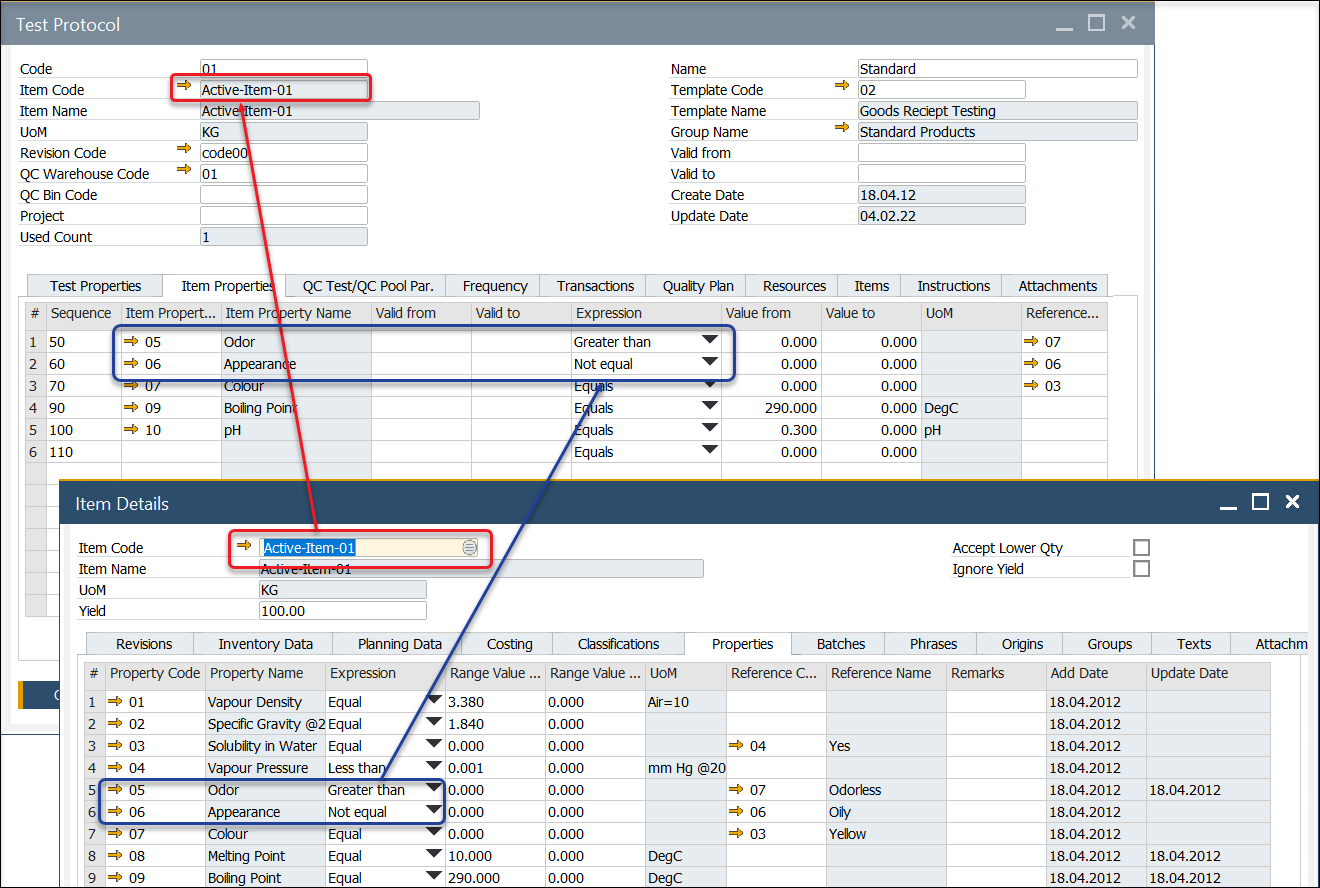 Test Protocol
Code 01 Name Standard
Item Code Active-Item-01 Template Code 02
Item Name Active-Item-01 Template Name Goods Reciept Testing
UoM KG Group Name Standard Products
Revision Code code00 Valid from
QC Warehouse Code 01 Valid to
QC Bin Code Create Date 18.04.12
Project Update Date 04.02.22
Used Count 1
Test Properties Item Properties QC Test/QC Pool Par. Frequency Transactions Quality Plan Resources Items Instructions Attachments
# Sequence Item Propert... Item Property Name Valid from Valid to Expression Value from Value to UoM Reference...
1 50 05 Odor Greater than 0.000 0.000 07
2 60 06 Appearance Not equal 0.000 0.000 06
3 70 07 Colour Equals 0.000 0.000 03
4 90 09 Boiling Point Equals 290.000 0.000 DegC
5 100 10 pH Equals 0.300 0.000 pH
6 110 Equals 0.000 0.000
Item Details
Item Code Active-Item-01 Accept Lower Qty
Item Name Active-Item-01 Ignore Yield
UoM KG
Yield 100.00
Revisions Inventory Data Planning Data Costing Classifications Properties Batches Phrases Origins Groups Texts Attachm
# Property Code Property Name Expression Range Value ... Range Value ... UoM Reference C... Reference Name Remarks Add Date Update Date
1 01 Vapour Density Equal 3.380 0.000 Air=10 18.04.2012
2 02 Specific Gravity @2 Equal 1.840 0.000 18.04.2012
3 03 Solubility in Water Equal 0.000 0.000 04 Yes 18.04.2012
4 04 Vapour Pressure Less than 0.001 0.000 mm Hg @20 18.04.2012
5 05 Odor Greater than 0.000 0.000 07 Odorless 18.04.2012 18.04.2012
6 06 Appearance Not equal 0.000 0.000 06 Oily 18.04.2012
7 07 Colour Equal 0.000 0.000 03 Yellow 18.04.2012
8 08 Melting Point Equal 10.000 0.000 DegC 18.04.2012 18.04.2012
9 09 Boiling Point Equal 290.000 0.000 DegC 18.04.2012 18.04.2012